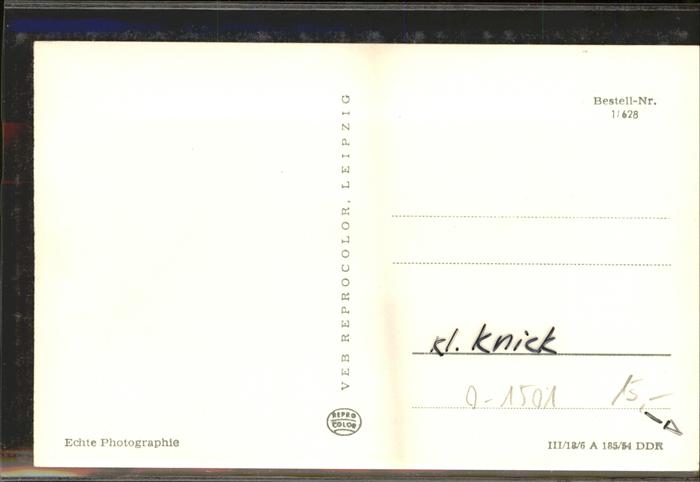 Bestell-Nr.
1/628
VEB REPROCOLOR, LEIPZIG
kl. Knick
0-1501 15,-
REPRO
COLOR
Echte Photographie
III/18/6 A 185/54 DDR